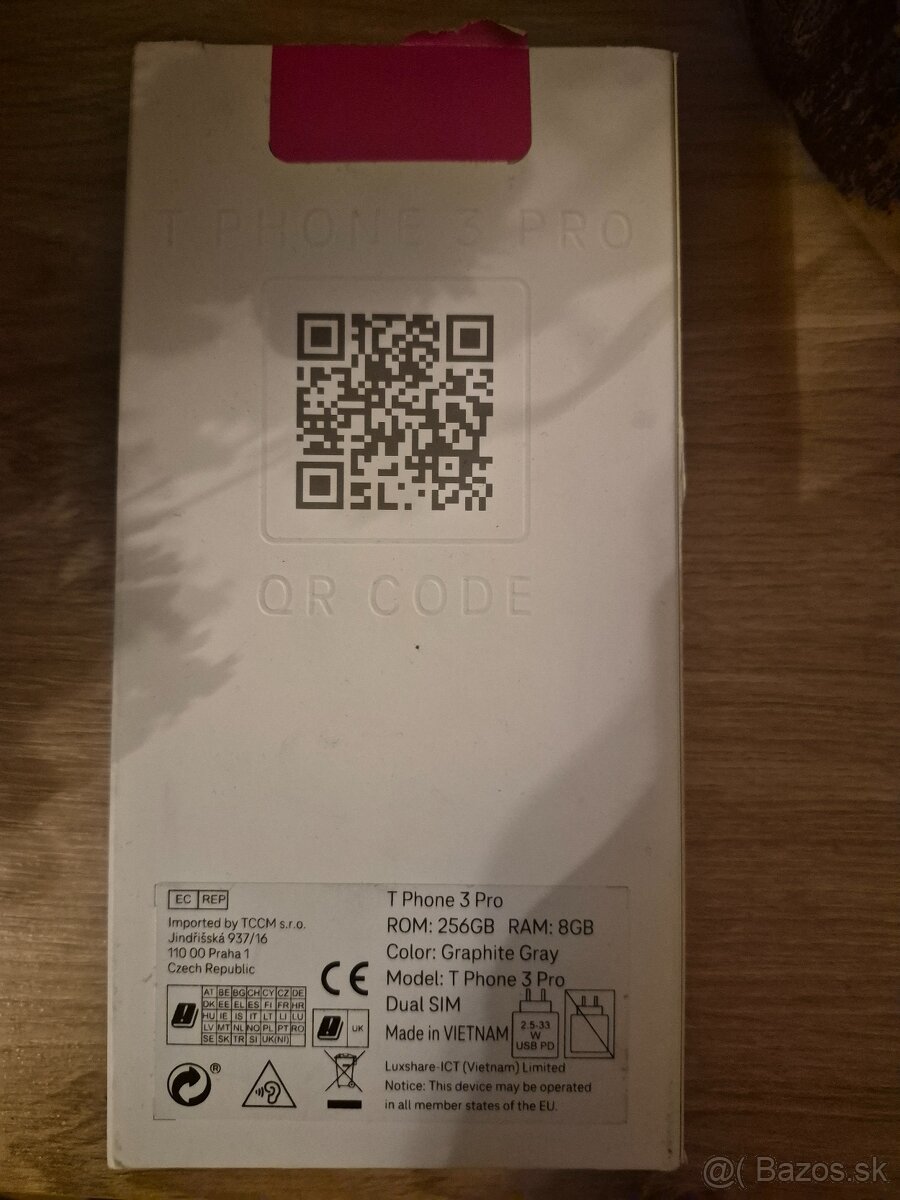 T PHONE 3 PRO
QR CODE
EC REP
Imported by TCCM s.r.o.
Jindřišská 937/16
110 00 Praha 1
Czech Republic
AT BE BG CH CY CZ DE
DK EE EL ES FI FR HR
HU IE IS IT LT LI LU
LV MT NL NO PL PT RO
SE SK TR SI UK(NI)
UK
CE
T Phone 3 Pro
ROM: 256GB RAM: 8GB
Color: Graphite Gray
Model: T Phone 3 Pro
Dual SIM
Made in VIETNAM
2.5-33
W
USB PD
Luxshare-ICT (Vietnam) Limited
Notice: This device may be operated
in all member states of the EU.
®
@( Bazos.sk